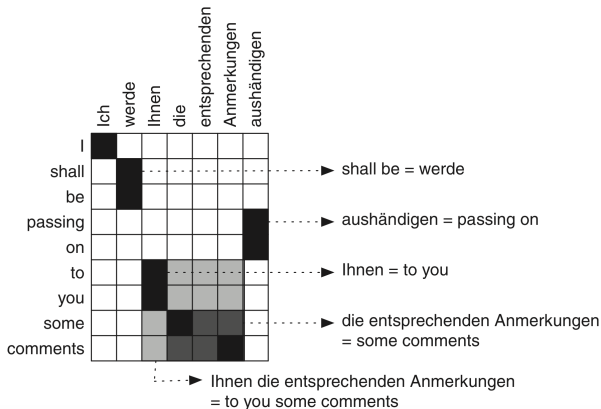 Ich
werde
Ihnen
die
entsprechenden
Anmerkungen
aushändigen
I
shall
be
passing
on
to
you
some
comments
shall be = werde
aushändigen = passing on
Ihnen = to you
die entsprechenden Anmerkungen
= some comments
Ihnen die entsprechenden Anmerkungen
= to you some comments